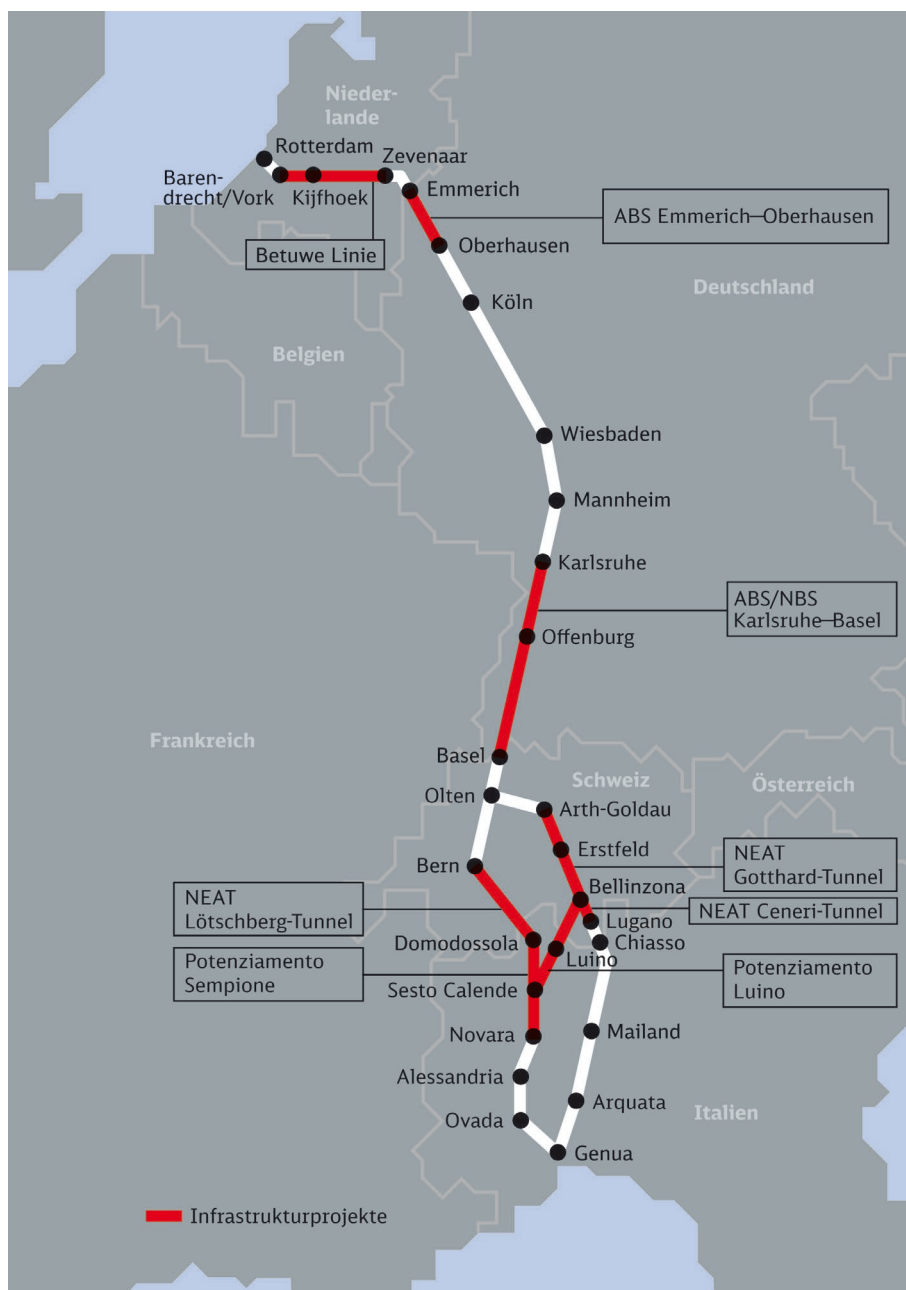 Nieder-
lande
Rotterdam
Zevenaar
Baren-
drecht/Vork
Kijfhoek
Emmerich
ABS Emmerich–Oberhausen
Betuwe Linie
Oberhausen
Deutschland
Köln
Belgien
Wiesbaden
Mannheim
Karlsruhe
ABS/NBS
Karlsruhe–Basel
Offenburg
Frankreich
Basel
Schweiz
Österreich
Olten
Arth-Goldau
Erstfeld
NEAT
Gotthard-Tunnel
Bern
Bellinzona
NEAT
Lötschberg-Tunnel
NEAT Ceneri-Tunnel
Lugano
Domodossola
Chiasso
Luino
Potenziamento
Sempione
Potenziamento
Luino
Sesto Calende
Novara
Mailand
Alessandria
Arquata
Ovada
Italien
Genua
Infrastrukturprojekte